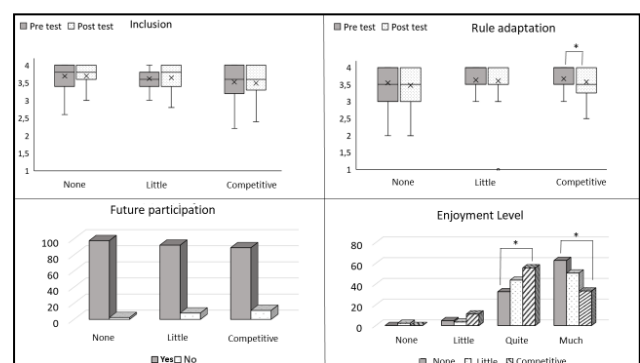 Inclusion
Pre test Post test
4
3,5
3
2,5
2
1,5
1
None Little Competitive
Rule adaptation
Pre test Post test
*
4
3,5
3
2,5
2
1,5
1
None Little Competitive
Future participation
100
80
60
40
20
0
None Little Competitive
Yes No
Enjoyment Level
80
60
40
20
0
* *
None Little Quite Much
None Little Competitive